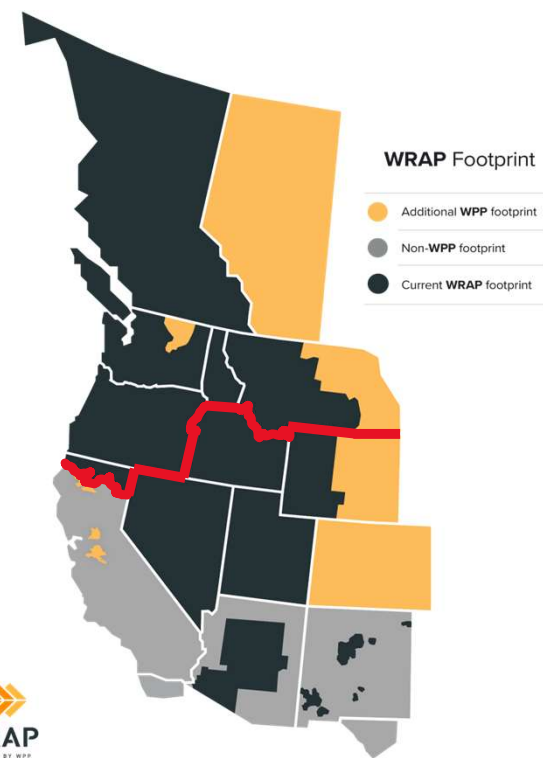 WRAP Footprint
Additional WPP footprint
Non-WPP footprint
Current WRAP footprint
AP
BY WPP